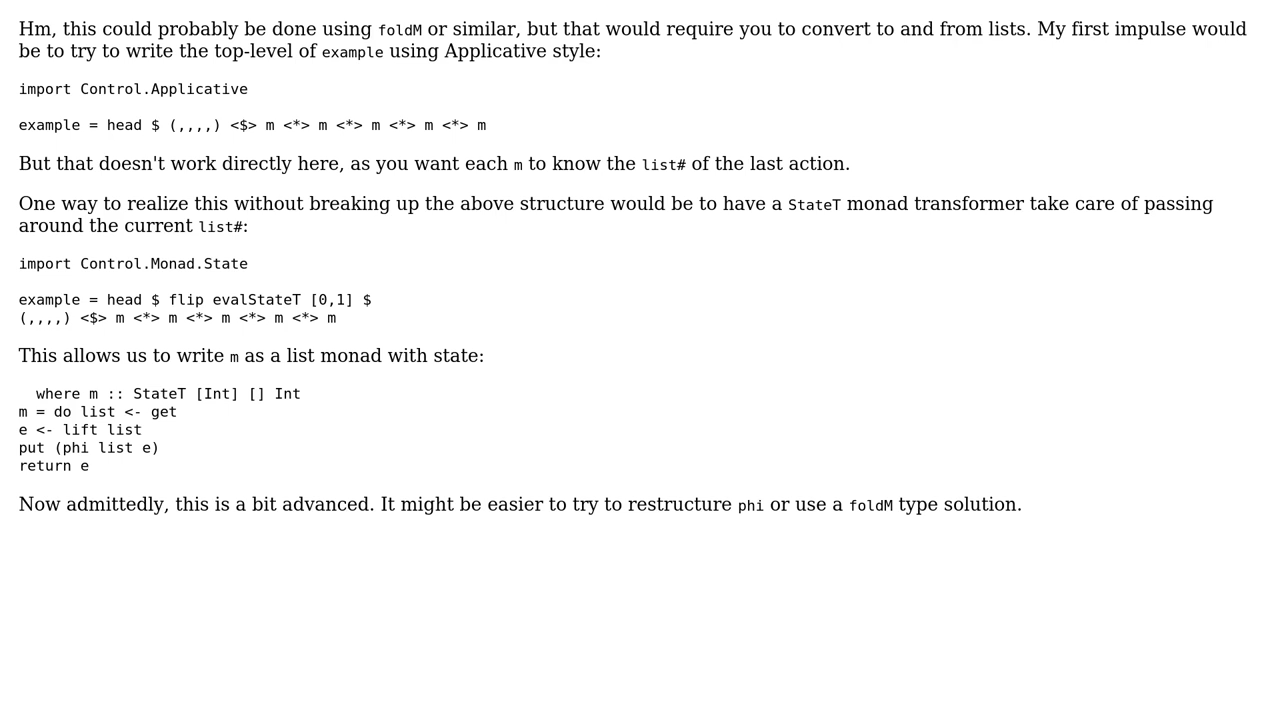 Hm, this could probably be done using foldM or similar, but that would require you to convert to and from lists. My first impulse would
be to try to write the top-level of example using Applicative style:
import Control.Applicative
example = head $ (,,,,) <$> m <*> m <*> m <*> m <*> m
But that doesn't work directly here, as you want each m to know the list# of the last action.
One way to realize this without breaking up the above structure would be to have a StateT monad transformer take care of passing
around the current list#:
import Control.Monad.State
example = head $ flip evalStateT [0,1] $
(,,,,) <$> m <*> m <*> m <*> m <*> m
This allows us to write m as a list monad with state:
  where m :: StateT [Int] [] Int
m = do list <- get
e <- lift list
put (phi list e)
return e
Now admittedly, this is a bit advanced. It might be easier to try to restructure phi or use a foldM type solution.